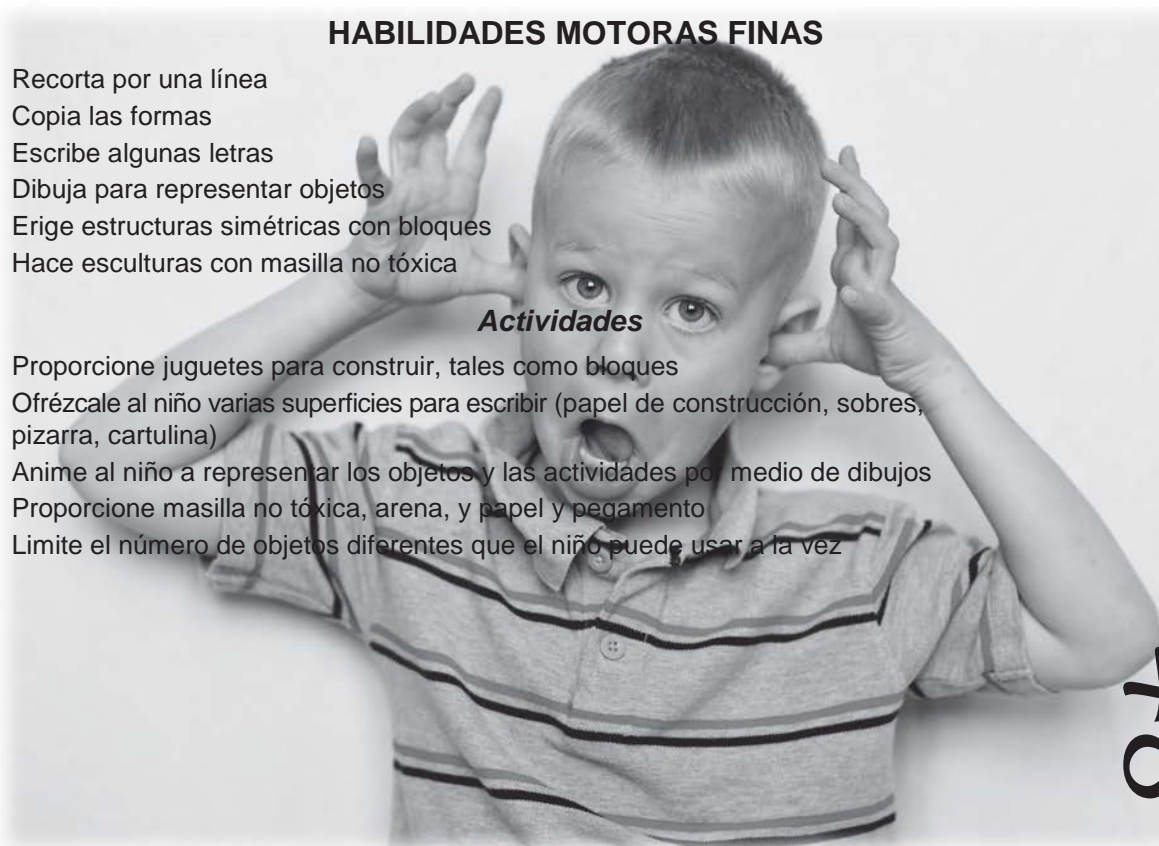 HABILIDADES MOTORAS FINAS
Recorta por una línea
Copia las formas
Escribe algunas letras
Dibuja para representar objetos
Erige estructuras simétricas con bloques
Hace esculturas con masilla no tóxica
Actividades
Proporcione juguetes para construir, tales como bloques
Ofrézcale al niño varias superficies para escribir (papel de construcción, sobres,
pizarra, cartulina)
Anime al niño a representar los objetos y las actividades por medio de dibujos
Proporcione masilla no tóxica, arena, y papel y pegamento
Limite el número de objetos diferentes que el niño puede usar a la vez